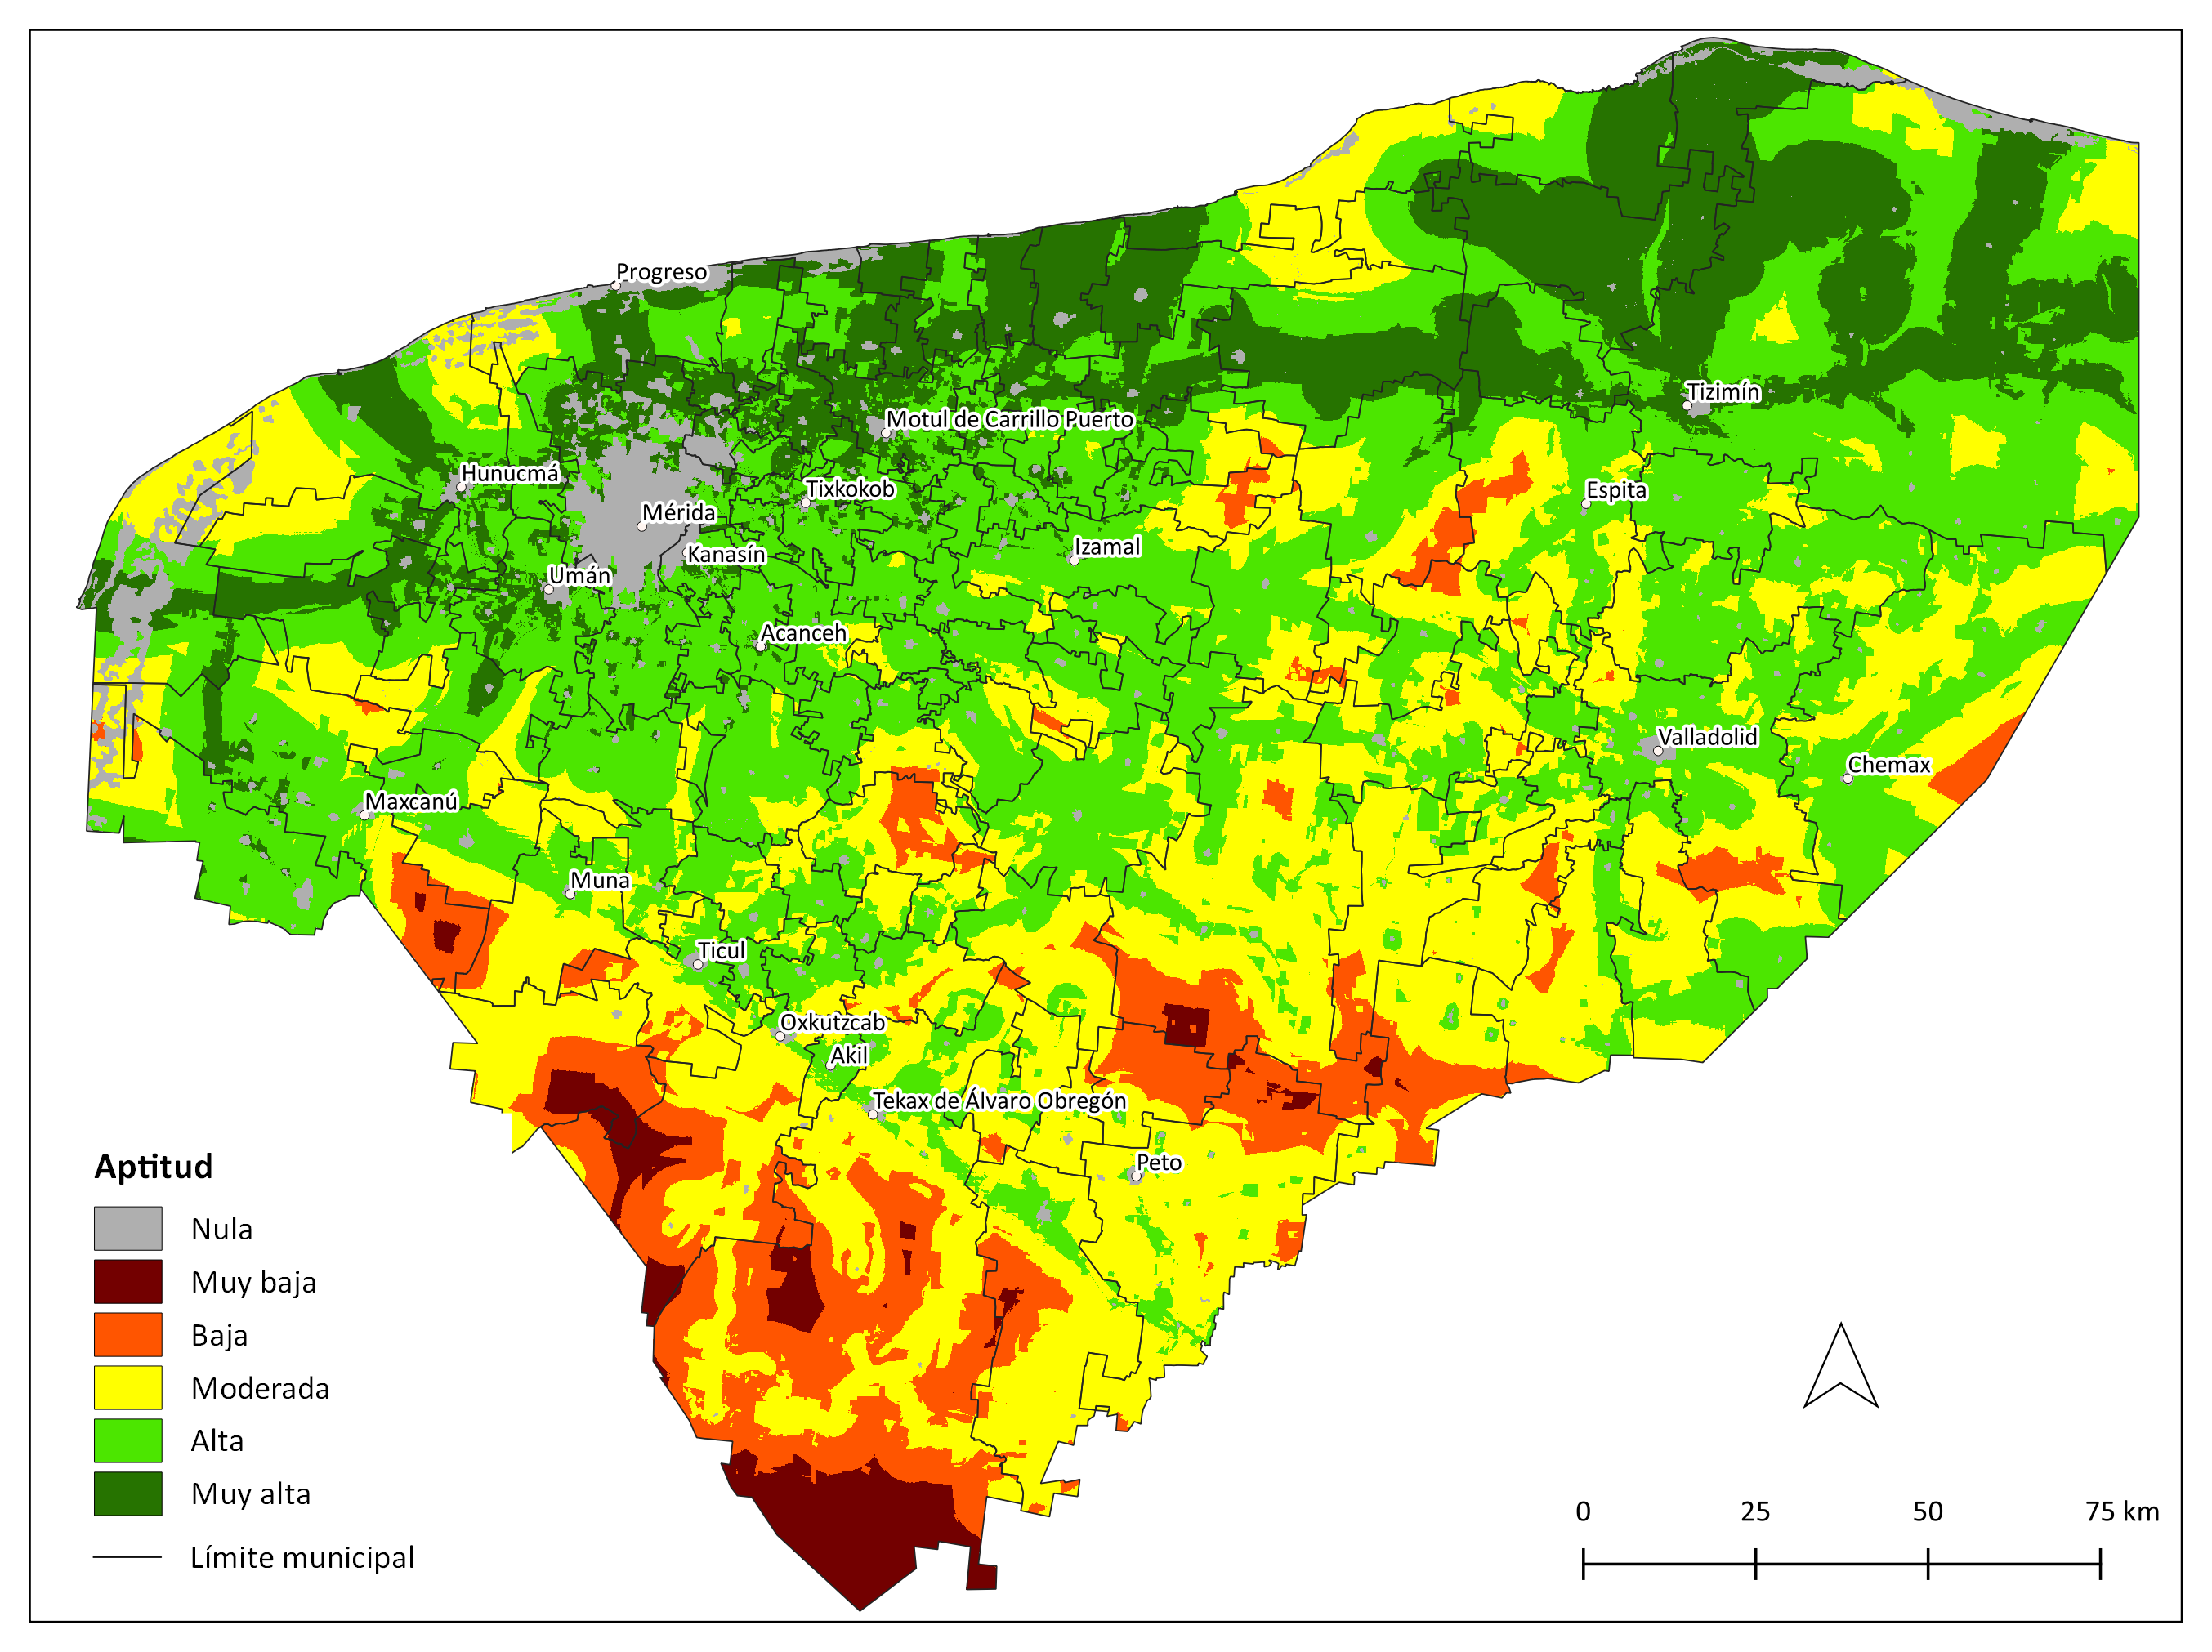 Progreso
Tizimín
Motul de Carrillo Puerto
Hunucmá
Tixkokob
Espita
Mérida
Kanasín
Izamal
Umán
Acanceh
Valladolid
Chemax
Maxcanú
Muna
Ticul
Oxkutzcab
Akil
Tekax de Álvaro Obregón
Peto
Aptitud
Nula
Muy baja
Baja
Moderada
Alta
Muy alta
Límite municipal
0 25 50 75 km